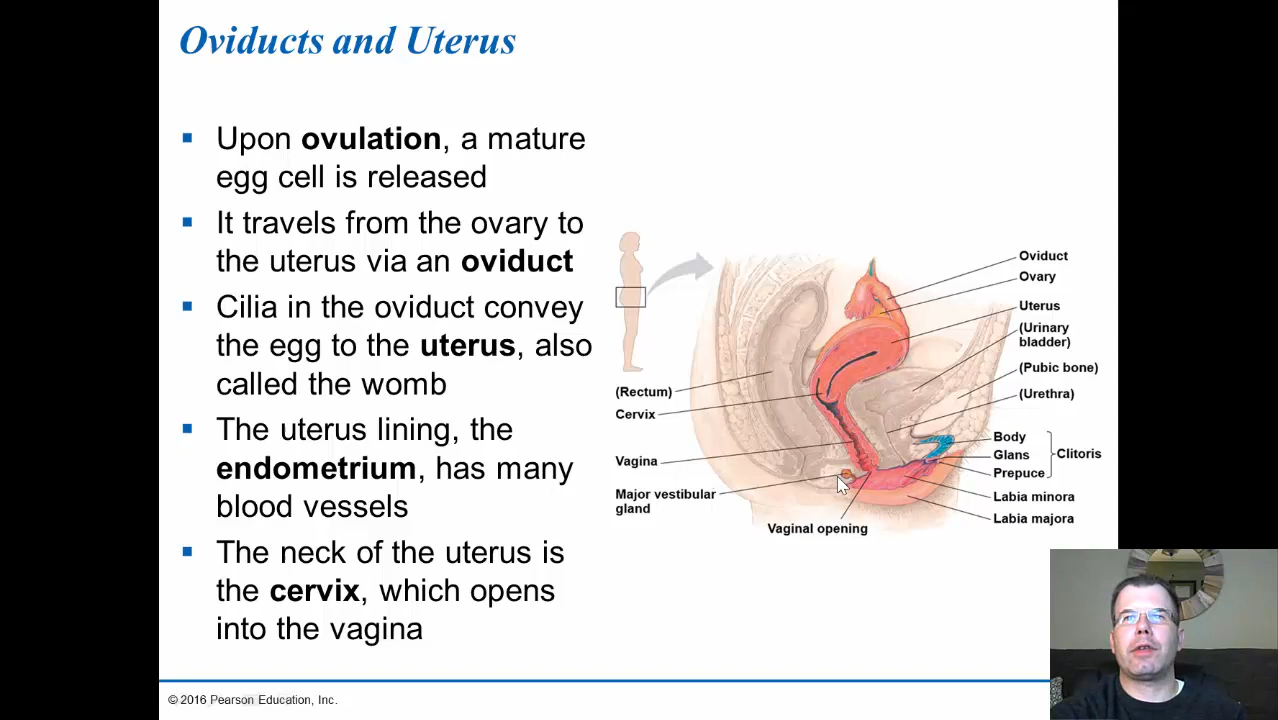 Oviducts and Uterus
Upon ovulation, a mature
egg cell is released
It travels from the ovary to
the uterus via an oviduct
Cilia in the oviduct convey
the egg to the uterus, also
called the womb
The uterus lining, the
endometrium, has many
blood vessels
The neck of the uterus is
the cervix, which opens
into the vagina
Oviduct
Ovary
Uterus
(Urinary
bladder)
(Pubic bone)
(Urethra)
(Rectum)
Cervix
Vagina
Major vestibular
gland
Vaginal opening
Body
Glans
Prepuce
Clitoris
Labia minora
Labia majora
© 2016 Pearson Education, Inc.